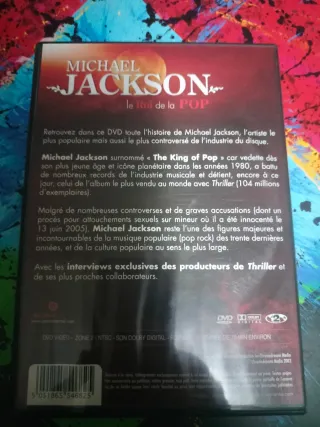 MICHAEL
JACKSON
le Roi de la POP
Retrouvez dans ce DVD toute l'histoire de Michael Jackson, l'artiste le
plus populaire mais aussi le plus controversé de l'industrie du disque.
Michael Jackson surnommé « The King of Pop » car vedette dès
son plus jeune âge et icône planétaire dans les années 1980, a battu
de nombreux records de l'industrie musicale et détient, encore à ce
jour, celui de l'album le plus vendu au monde avec Thriller (104 millions
d'exemplaires).
Malgré de nombreuses controverses et de graves accusations (dont un
procès pour attouchements sexuels sur mineur où il a été innocenté le
13 juin 2005), Michael Jackson reste l'une des figures majeures et
incontournables de la musique populaire (pop rock) des trente dernières
années, et de la culture populaire au sens le plus large.
Avec les interviews exclusives des producteurs de Thriller et
de ses plus proches collaborateurs.
DVD
DOLBY
DIGITAL